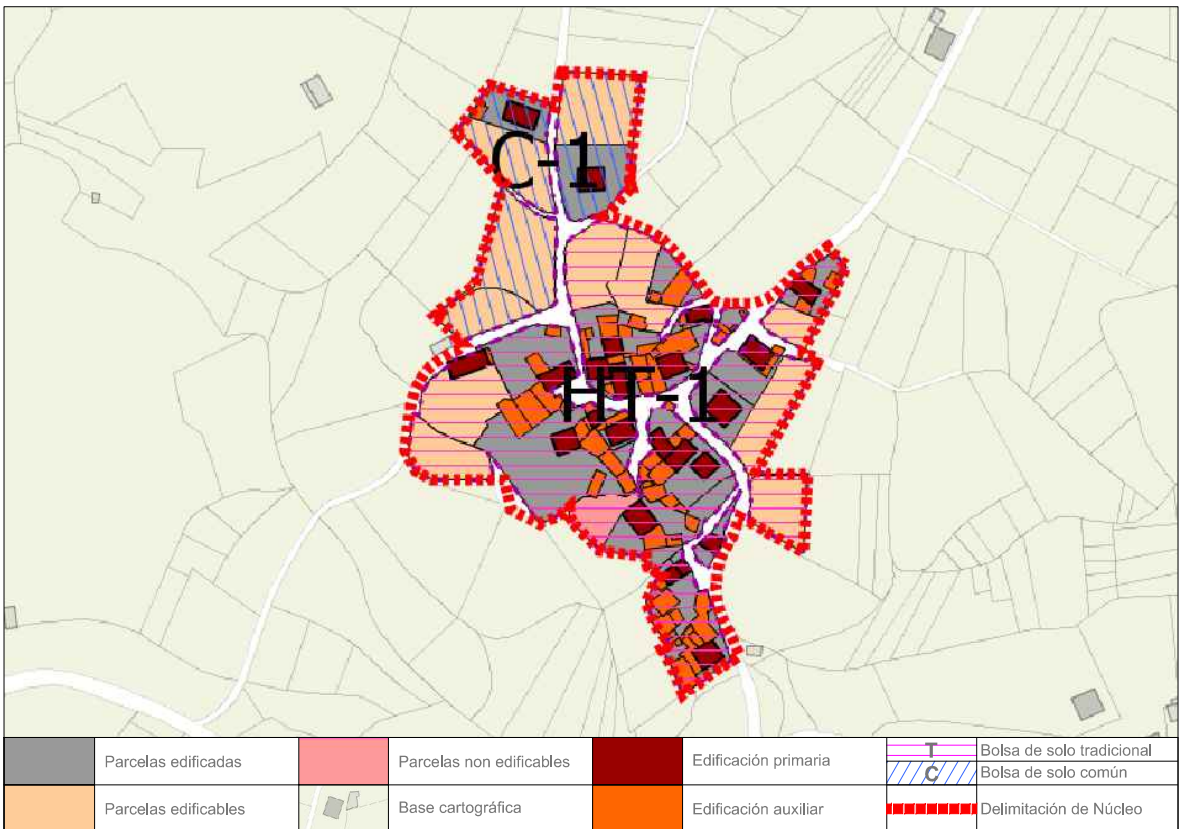 C-1
HT-1
Parcelas edificadas
Parcelas non edificables
Edificación primaria
T
Bolsa de solo tradicional
C
Bolsa de solo común
Parcelas edificables
Base cartográfica
Edificación auxiliar
Delimitación de Núcleo